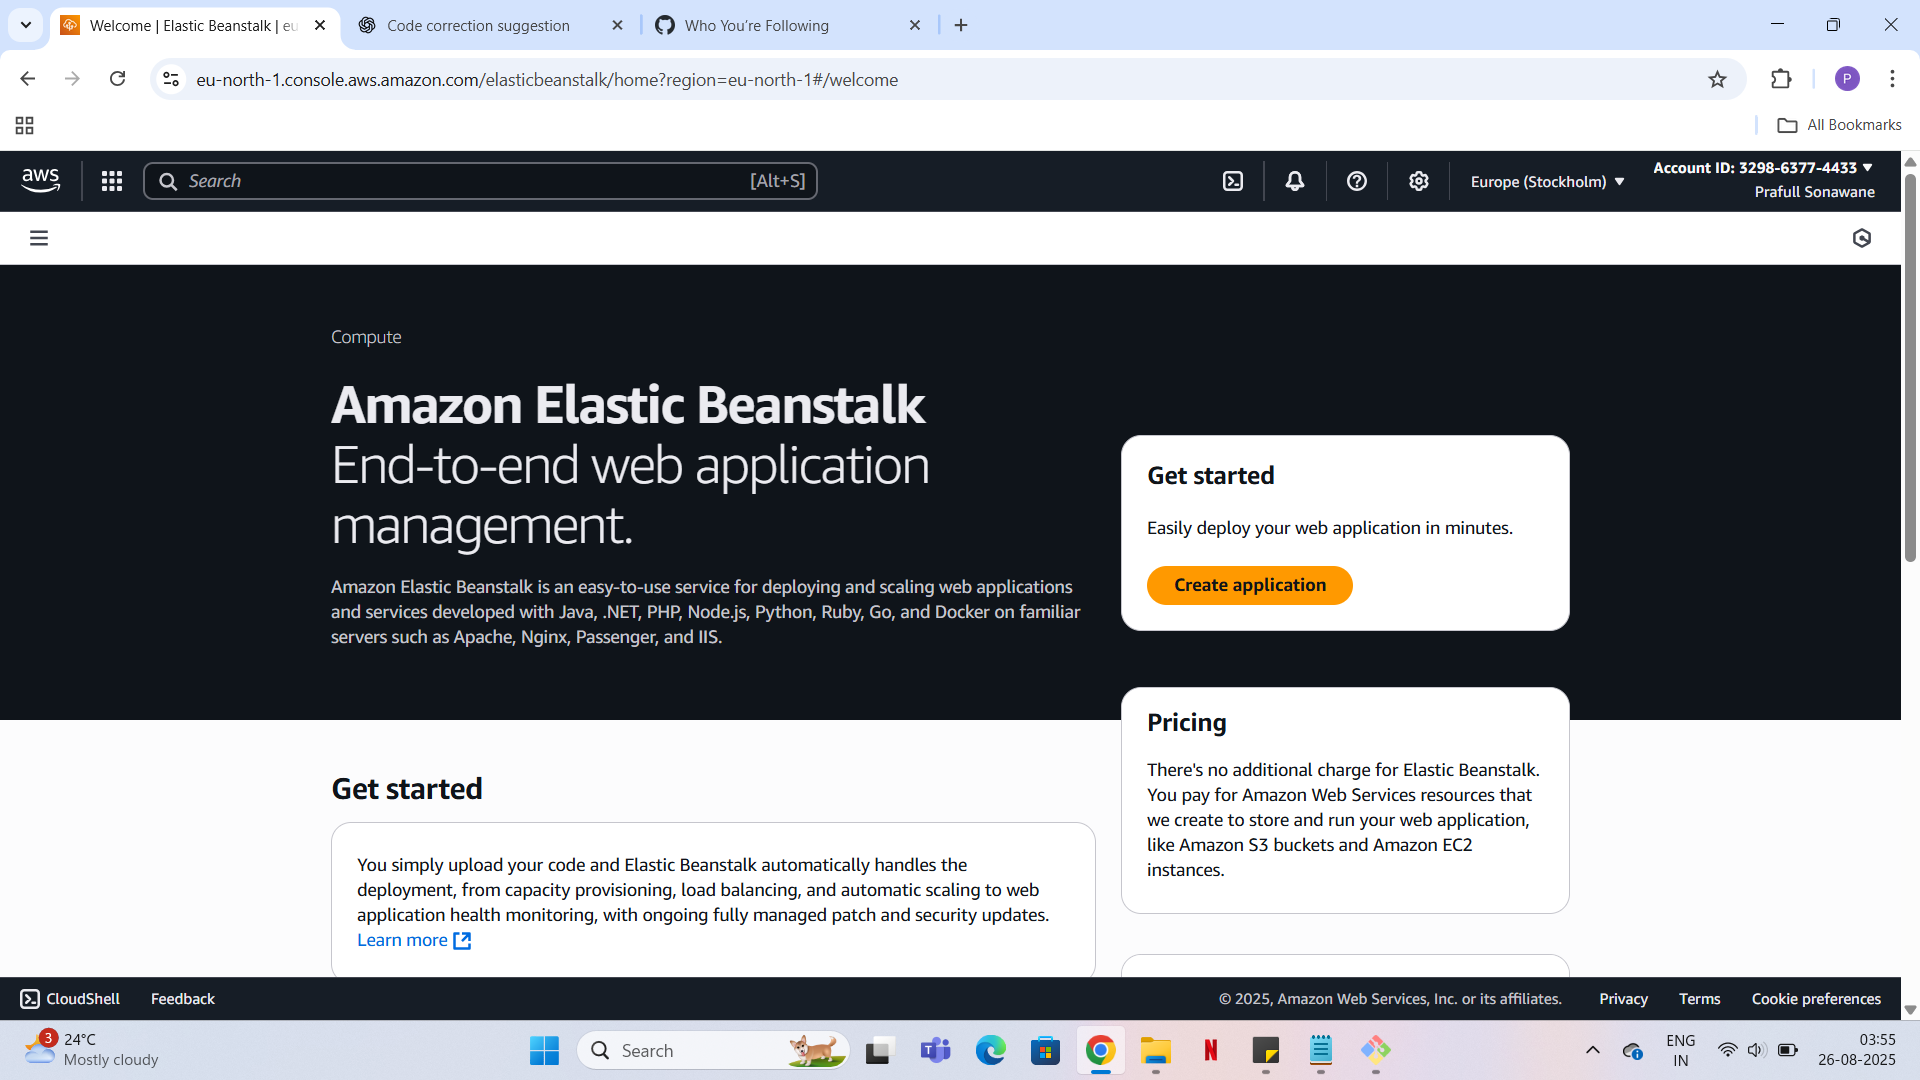 Welcome | Elastic Beanstalk | eu
Code correction suggestion
Who You're Following
eu-north-1.console.aws.amazon.com/elasticbeanstalk/home?region=eu-north-1#/welcome
P
All Bookmarks
aws
Search
[Alt+S]
Europe (Stockholm)
Account ID: 3298-6377-4433
Prafull Sonawane
Compute
Amazon Elastic Beanstalk
End-to-end web application
management.
Amazon Elastic Beanstalk is an easy-to-use service for deploying and scaling web applications
and services developed with Java, .NET, PHP, Node.js, Python, Ruby, Go, and Docker on familiar
servers such as Apache, Nginx, Passenger, and IIS.
Get started
Easily deploy your web application in minutes.
Create application
Pricing
There's no additional charge for Elastic Beanstalk.
You pay for Amazon Web Services resources that
we create to store and run your web application,
like Amazon S3 buckets and Amazon EC2
instances.
Get started
You simply upload your code and Elastic Beanstalk automatically handles the
deployment, from capacity provisioning, load balancing, and automatic scaling to web
application health monitoring, with ongoing fully managed patch and security updates.
Learn more
CloudShell
Feedback
© 2025, Amazon Web Services, Inc. or its affiliates.
Privacy
Terms
Cookie preferences
3
24°C
Mostly cloudy
Search
T
N
ENG
IN
03:55
26-08-2025